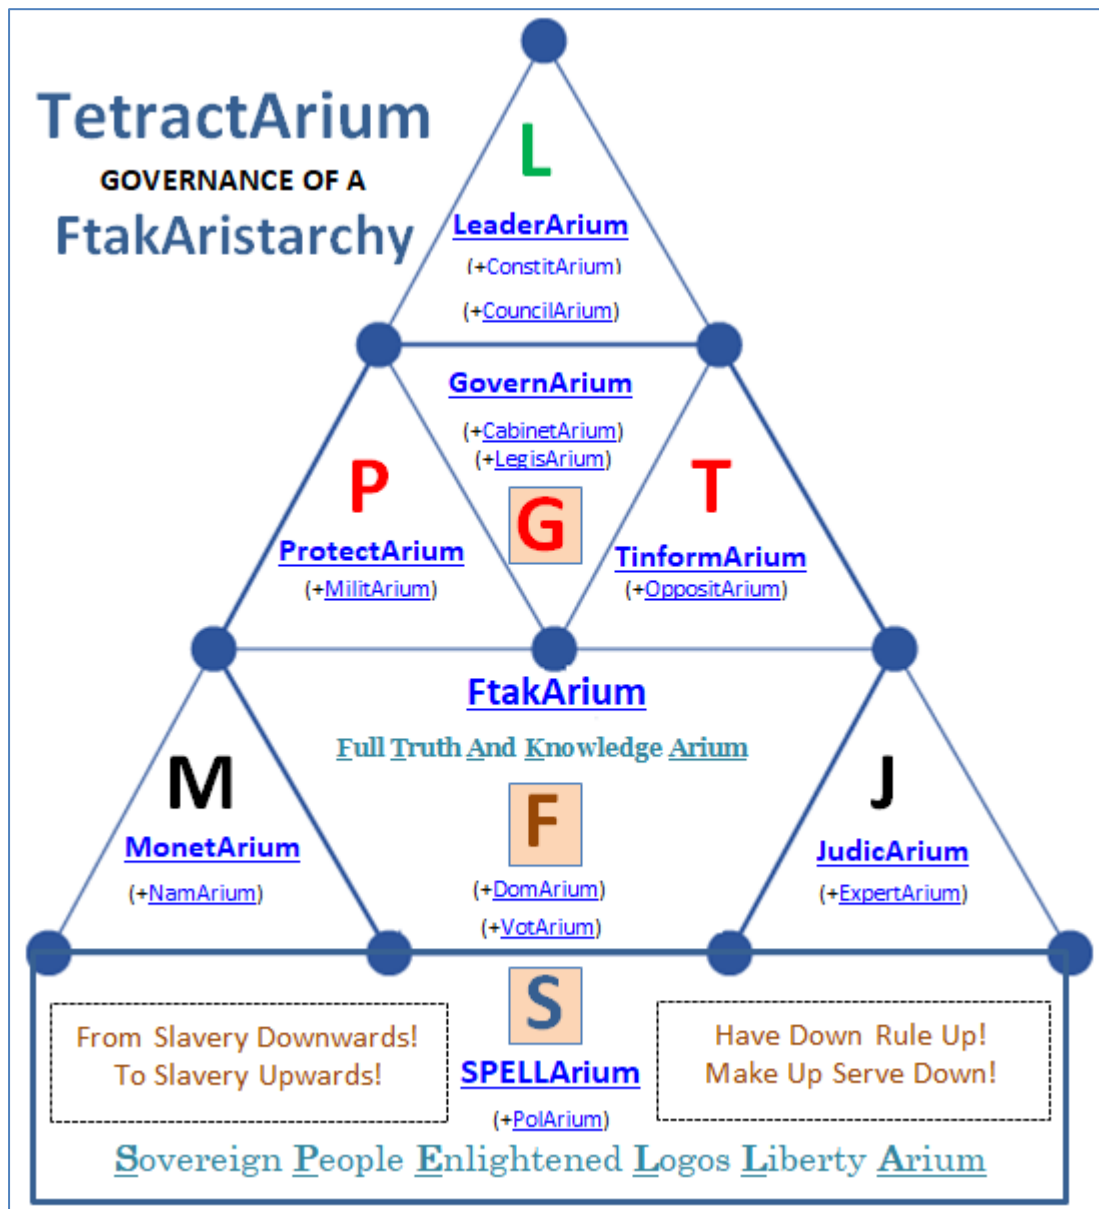 TetractArium
GOVERNANCE OF A
FtakAristarchy
L
LeaderArium
(+ConstitArium)
(+CouncilArium)
GovernArium
(+CabinetArium)
(+LegisArium)
P
G
T
ProtectArium
(+MilitArium)
TinformArium
(+OppositArium)
FtakArium
Full Truth And Knowledge Arium
M
F
J
MonetArium
(+NamArium)
JudicArium
(+ExpertArium)
(+DomArium)
(+VotArium)
S
From Slavery Downwards!
To Slavery Upwards!
Have Down Rule Up!
Make Up Serve Down!
SPELLArium
(+PolArium)
Sovereign People Enlightened Logos Liberty Arium